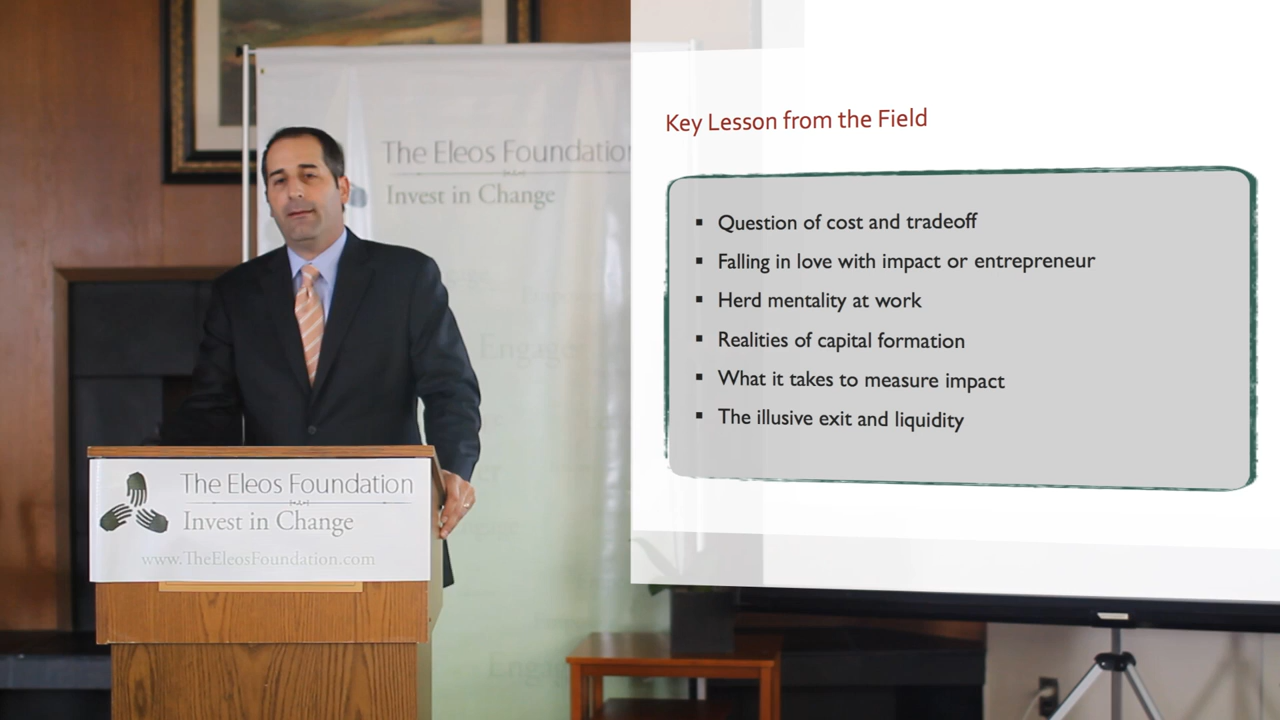 The Eleos Foundation
Invest in Change
Engage
The Eleos Foundation
Invest in Change
www.TheEleosFoundation.com
Engage
Key Lesson from the Field
▪ Question of cost and tradeoff
▪ Falling in love with impact or entrepreneur
▪ Herd mentality at work
▪ Realities of capital formation
▪ What it takes to measure impact
▪ The illusive exit and liquidity